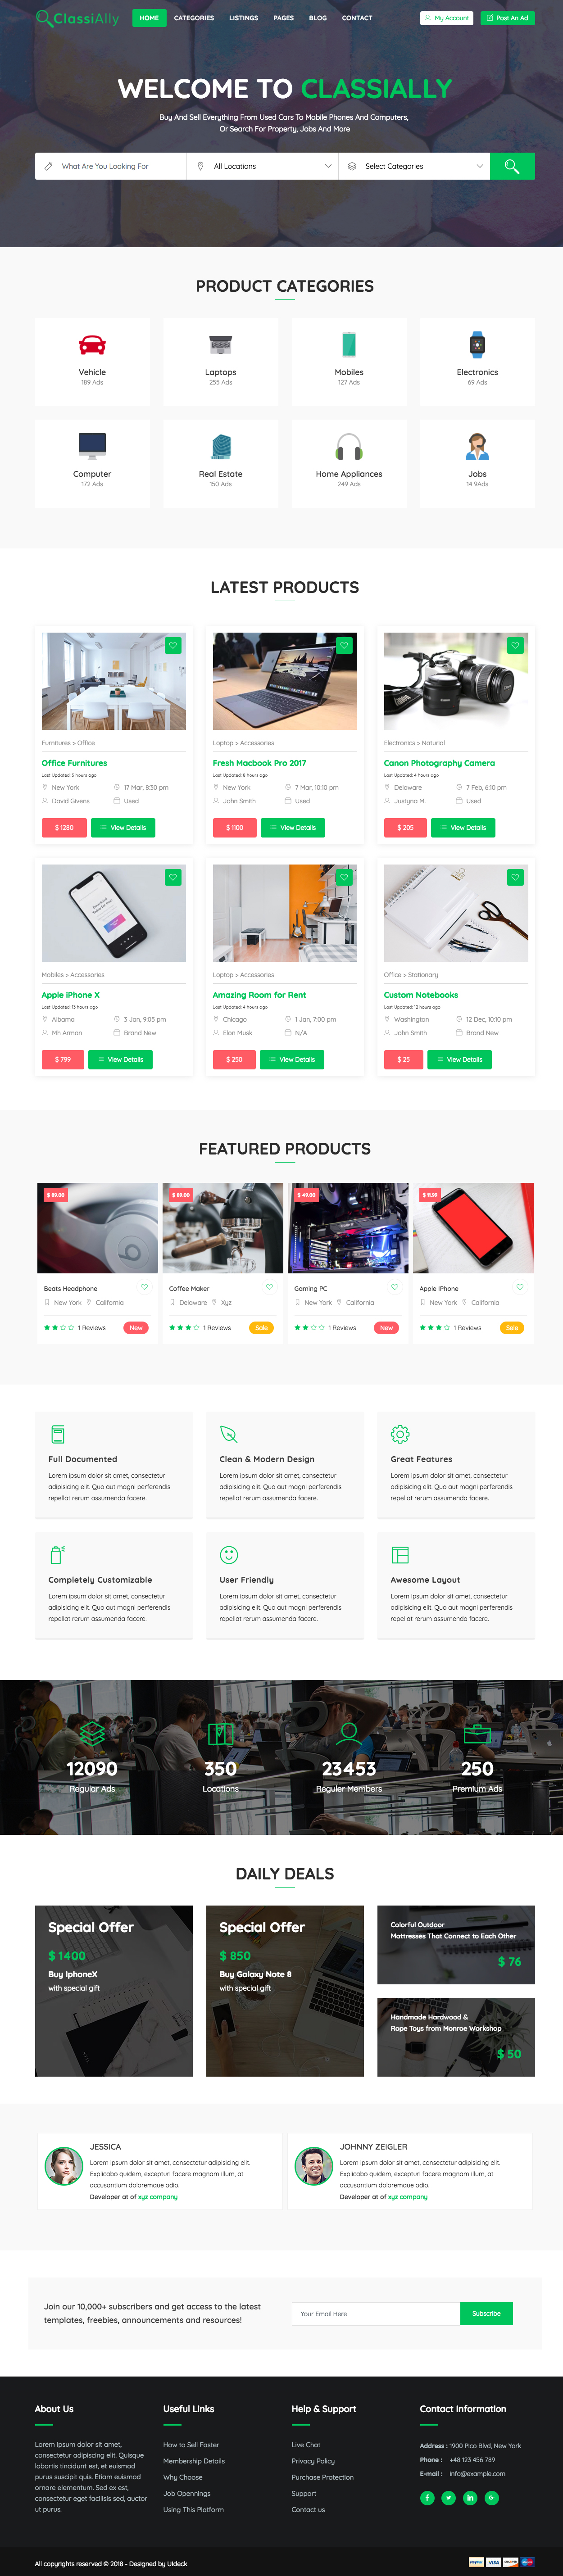 ClassiAlly
HOME CATEGORIES LISTINGS PAGES BLOG CONTACT
My Account
Post An Ad
WELCOME TO CLASSIALLY
Buy And Sell Everything From Used Cars To Mobile Phones And Computers,
Or Search For Property, Jobs And More
What Are You Looking For
All Locations
Select Categories
PRODUCT CATEGORIES
Vehicle
189 Ads
Laptops
255 Ads
Mobiles
127 Ads
Electronics
69 Ads
Computer
172 Ads
Real Estate
150 Ads
Home Appliances
249 Ads
Jobs
14 9Ads
LATEST PRODUCTS
Furnitures > Office
Office Furnitures
Last Updated: 5 hours ago
New York
17 Mar, 8:30 pm
David Givens
Used
$ 1280
View Details
Loptop > Accessories
Fresh Macbook Pro 2017
Last Updated: 8 hours ago
New York
7 Mar, 10:10 pm
John Smith
Used
$ 1100
View Details
Electronics > Naturial
Canon Photography Camera
Last Updated: 4 hours ago
Delaware
7 Feb, 6:10 pm
Justyna M.
Used
$ 205
View Details
Mobiles > Accessories
Apple iPhone X
Last Updated: 15 hours ago
Albama
3 Jan, 9:05 pm
Mh Arman
Brand New
$ 799
View Details
Loptop > Accessories
Amazing Room for Rent
Last Updated: 4 hours ago
Chicago
1 Jan, 7:00 pm
Elon Musk
N/A
$ 250
View Details
Office > Stationary
Custom Notebooks
Last Updated: 12 hours ago
Washington
12 Dec, 10:10 pm
John Smith
Brand New
$ 25
View Details
FEATURED PRODUCTS
$ 89.00
Beats Headphone
New York California
1 Reviews
New
$ 89.00
Coffee Maker
Delaware Xyz
1 Reviews
Sale
$ 49.00
Gaming PC
New York California
1 Reviews
New
$ 11.99
Apple IPhone
New York California
1 Reviews
Sale
Full Documented
Lorem ipsum dolor sit amet, consectetur
adipisicing elit. Quo aut magni perferendis
repellat rerum assumenda facere.
Clean & Modern Design
Lorem ipsum dolor sit amet, consectetur
adipisicing elit. Quo aut magni perferendis
repellat rerum assumenda facere.
Great Features
Lorem ipsum dolor sit amet, consectetur
adipisicing elit. Quo aut magni perferendis
repellat rerum assumenda facere.
Completely Customizable
Lorem ipsum dolor sit amet, consectetur
adipisicing elit. Quo aut magni perferendis
repellat rerum assumenda facere.
User Friendly
Lorem ipsum dolor sit amet, consectetur
adipisicing elit. Quo aut magni perferendis
repellat rerum assumenda facere.
Awesome Layout
Lorem ipsum dolor sit amet, consectetur
adipisicing elit. Quo aut magni perferendis
repellat rerum assumenda facere.
12090
Regular Ads
350
Locations
23453
Reguler Members
250
Premium Ads
DAILY DEALS
Special Offer
$ 1400
Buy IphoneX
with special gift
Special Offer
$ 850
Buy Galaxy Note 8
with special gift
Colorful Outdoor
Mattresses That Connect to Each Other
$ 76
Handmade Hardwood &
Rope Toys from Monroe Workshop
$ 50
JESSICA
Lorem ipsum dolor sit amet, consectetur adipisicing elit.
Explicabo quidem, excepturi facere magnam illum, at
accusantium doloremque odio.
Developer at of xyz company
JOHNNY ZEIGLER
Lorem ipsum dolor sit amet, consectetur adipisicing elit.
Explicabo quidem, excepturi facere magnam illum, at
accusantium doloremque odio.
Developer at of xyz company
Join our 10,000+ subscribers and get access to the latest
templates, freebies, announcements and resources!
Your Email Here
Subscribe
About Us
Lorem ipsum dolor sit amet,
consectetur adipiscing elit. Quisque
lobortis tincidunt est, et euismod
purus suscipit quis. Etiam euismod
ornare elementum. Sed ex est,
consectetur eget facilisis sed, auctor
ut purus.
Useful Links
How to Sell Faster
Membership Details
Why Choose
Job Opennings
Using This Platform
Help & Support
Live Chat
Privacy Policy
Purchase Protection
Support
Contact us
Contact Information
Address : 1900 Pico Blvd, New York
Phone : +48 123 456 789
E-mail : info@example.com
All copyrights reserved © 2018 - Designed by Uideck
PayPal VISA DISCOVER